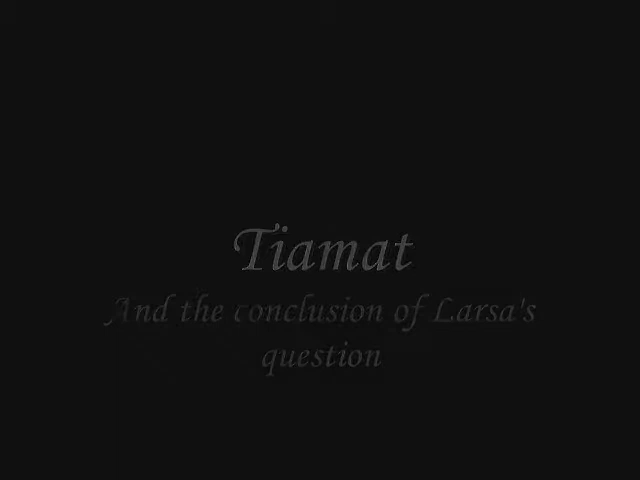 Tiamat
And the conclusion of Larsa's
question